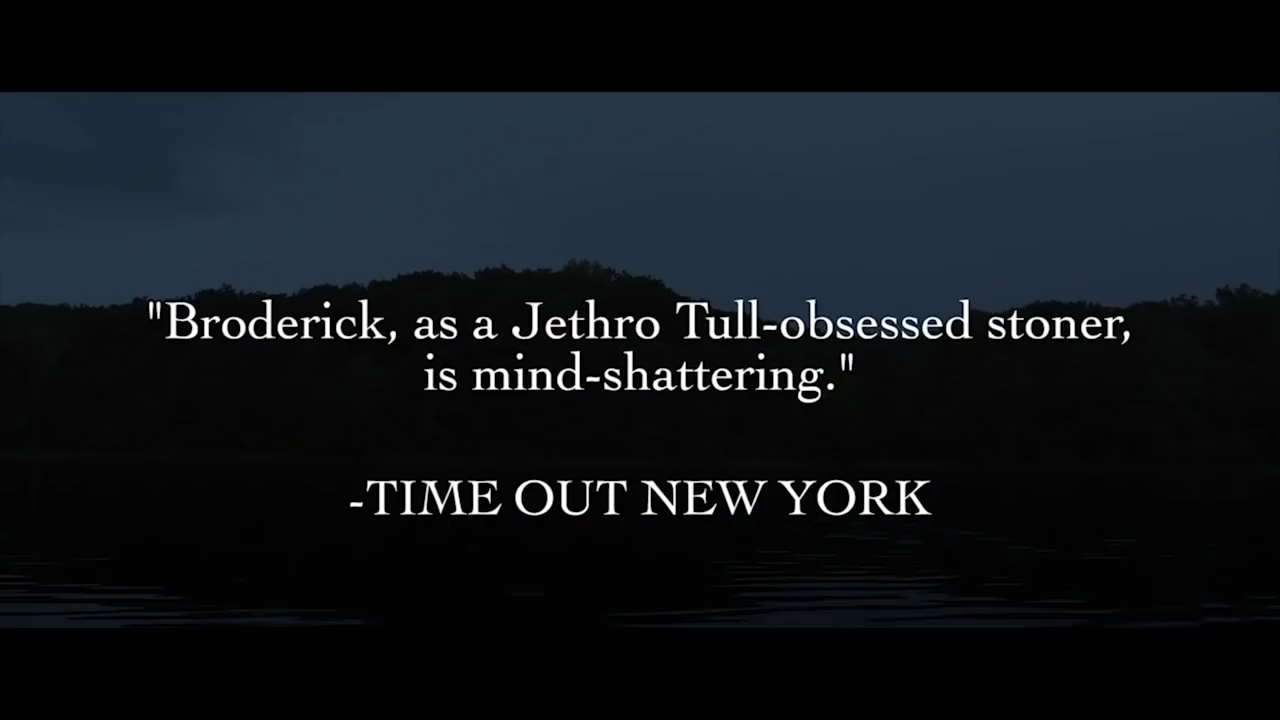 "Broderick, as a Jethro Tull-obsessed stoner,
is mind-shattering."
-TIME OUT NEW YORK